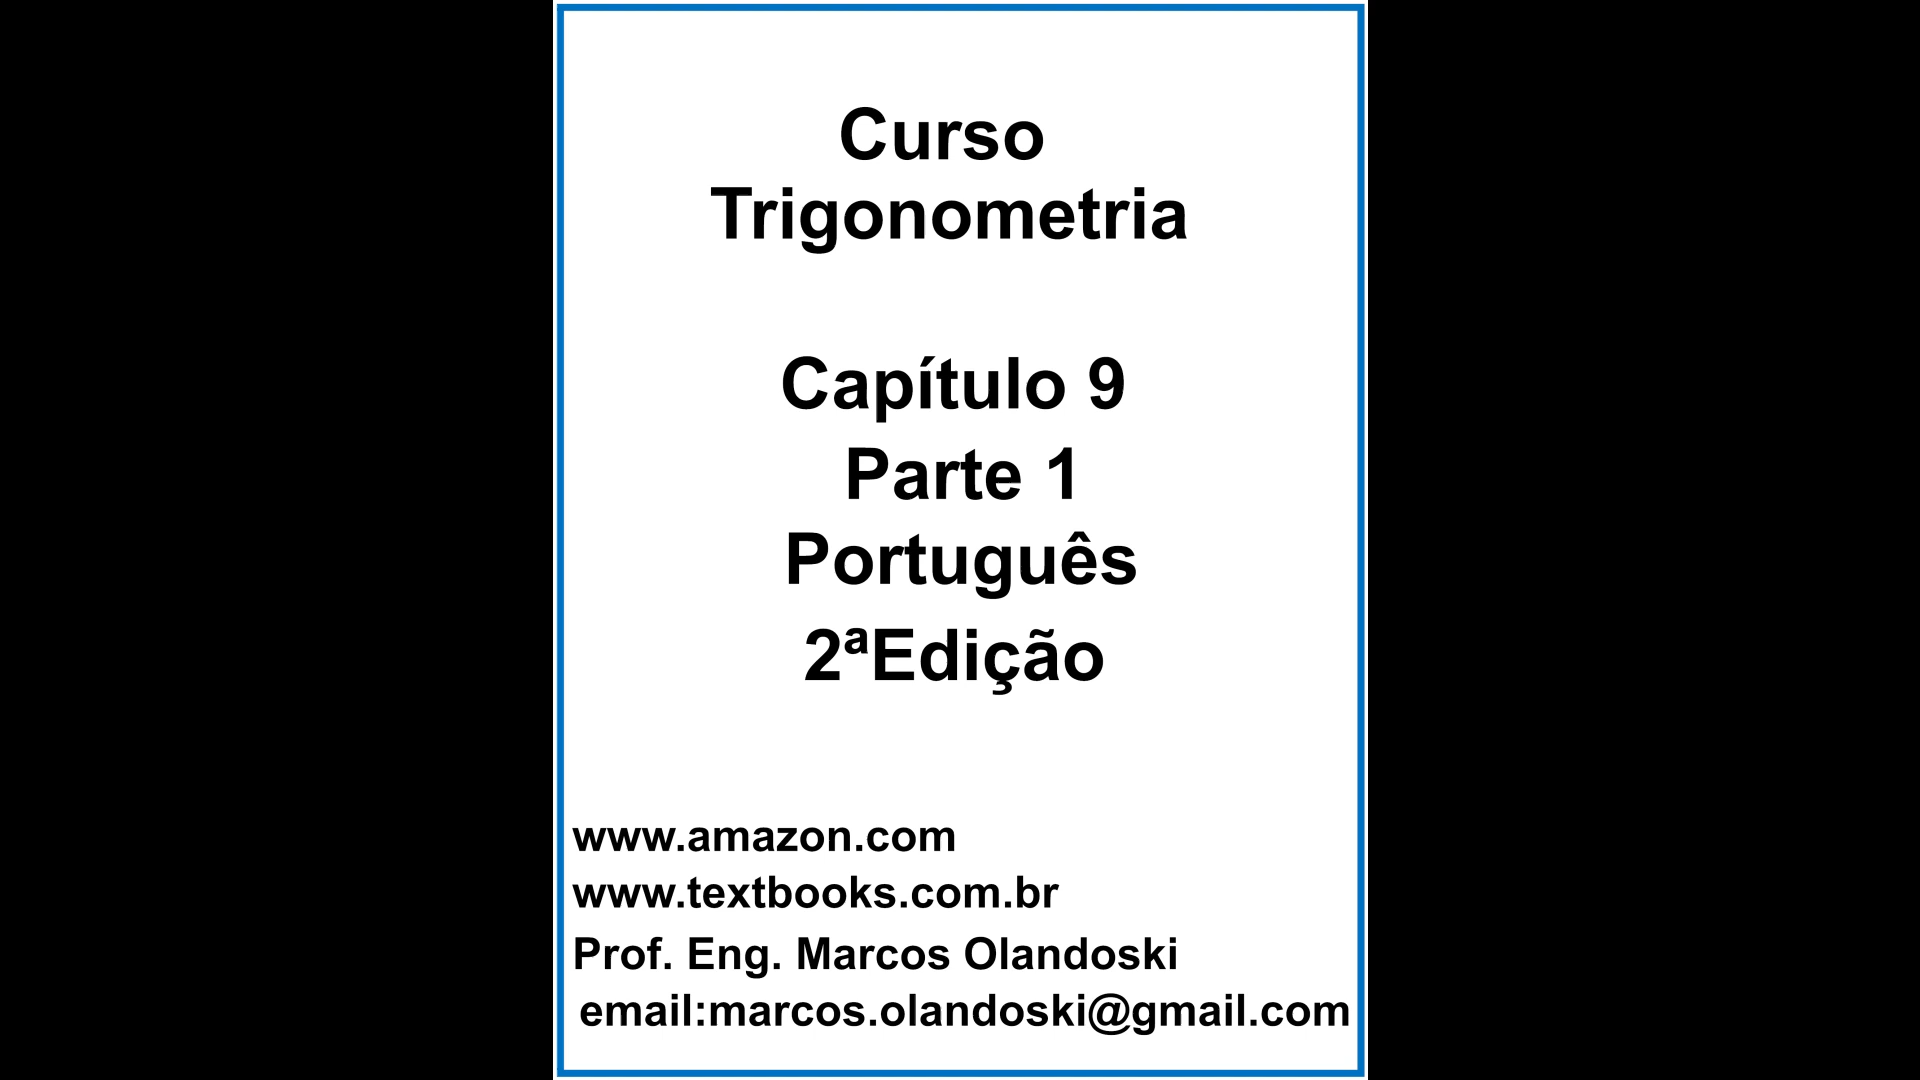 Curso
Trigonometria
Capítulo 9
Parte 1
Português
2ªEdição
www.amazon.com
www.textbooks.com.br
Prof. Eng. Marcos Olandoski
email:marcos.olandoski@gmail.com